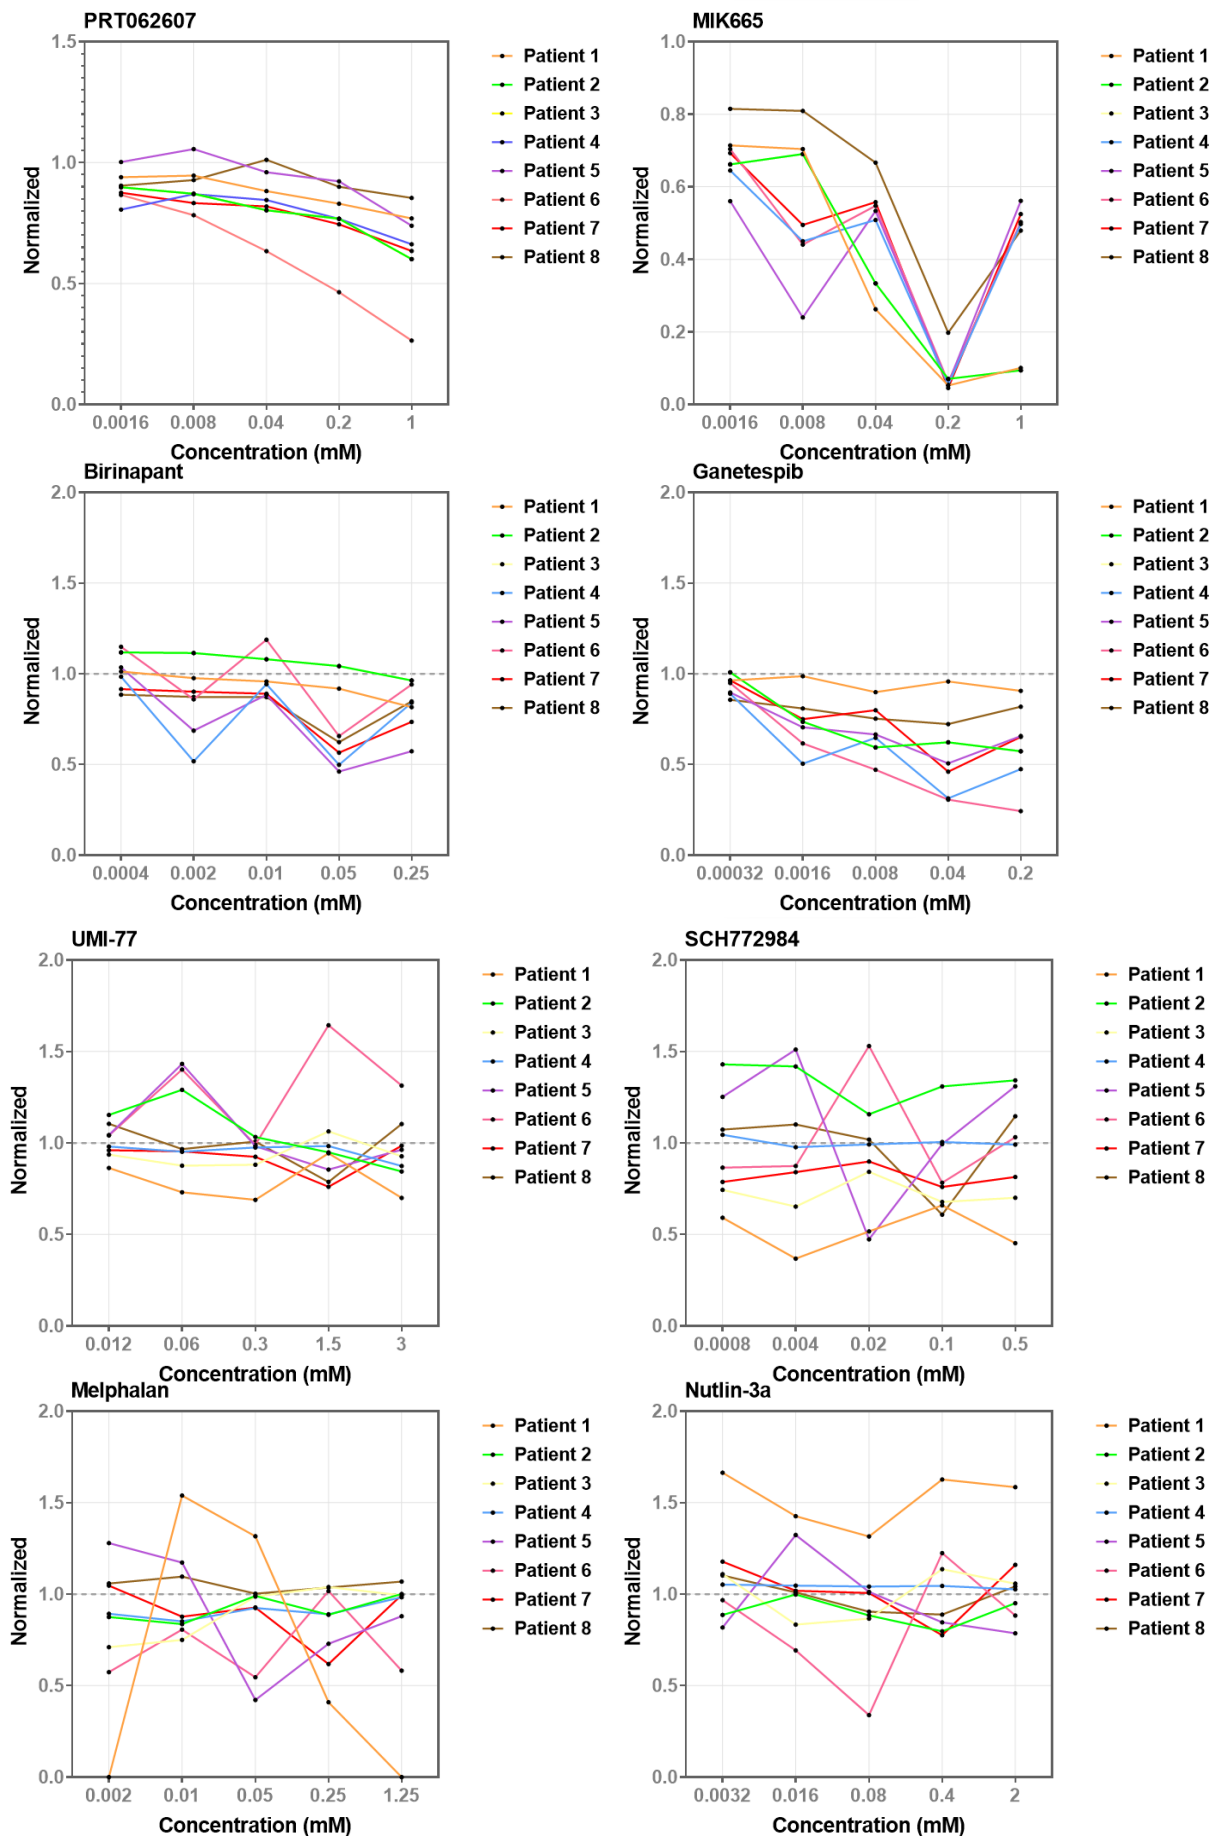 PRT062607
1.5
1.0
0.5
0.0
Normalized
0.0016 0.008 0.04 0.2 1
Concentration (mM)
Patient 1
Patient 2
Patient 3
Patient 4
Patient 5
Patient 6
Patient 7
Patient 8
MIK665
1.0
0.8
0.6
0.4
0.2
0.0
Normalized
0.0016 0.008 0.04 0.2 1
Concentration (mM)
Patient 1
Patient 2
Patient 3
Patient 4
Patient 5
Patient 6
Patient 7
Patient 8
Birinapant
2.0
1.5
1.0
0.5
0.0
Normalized
0.0004 0.002 0.01 0.05 0.25
Concentration (mM)
Patient 1
Patient 2
Patient 3
Patient 4
Patient 5
Patient 6
Patient 7
Patient 8
Ganetespib
2.0
1.5
1.0
0.5
0.0
Normalized
0.00032 0.0016 0.008 0.04 0.2
Concentration (mM)
Patient 1
Patient 2
Patient 3
Patient 4
Patient 5
Patient 6
Patient 7
Patient 8
UMI-77
2.0
1.5
1.0
0.5
0.0
Normalized
0.012 0.06 0.3 1.5 3
Concentration (mM)
Patient 1
Patient 2
Patient 3
Patient 4
Patient 5
Patient 6
Patient 7
Patient 8
SCH772984
2.0
1.5
1.0
0.5
0.0
Normalized
0.0008 0.004 0.02 0.1 0.5
Concentration (mM)
Patient 1
Patient 2
Patient 3
Patient 4
Patient 5
Patient 6
Patient 7
Patient 8
Melphalan
2.0
1.5
1.0
0.5
0.0
Normalized
0.002 0.01 0.05 0.25 1.25
Concentration (mM)
Patient 1
Patient 2
Patient 3
Patient 4
Patient 5
Patient 6
Patient 7
Patient 8
Nutlin-3a
2.0
1.5
1.0
0.5
0.0
Normalized
0.0032 0.016 0.08 0.4 2
Concentration (mM)
Patient 1
Patient 2
Patient 3
Patient 4
Patient 5
Patient 6
Patient 7
Patient 8